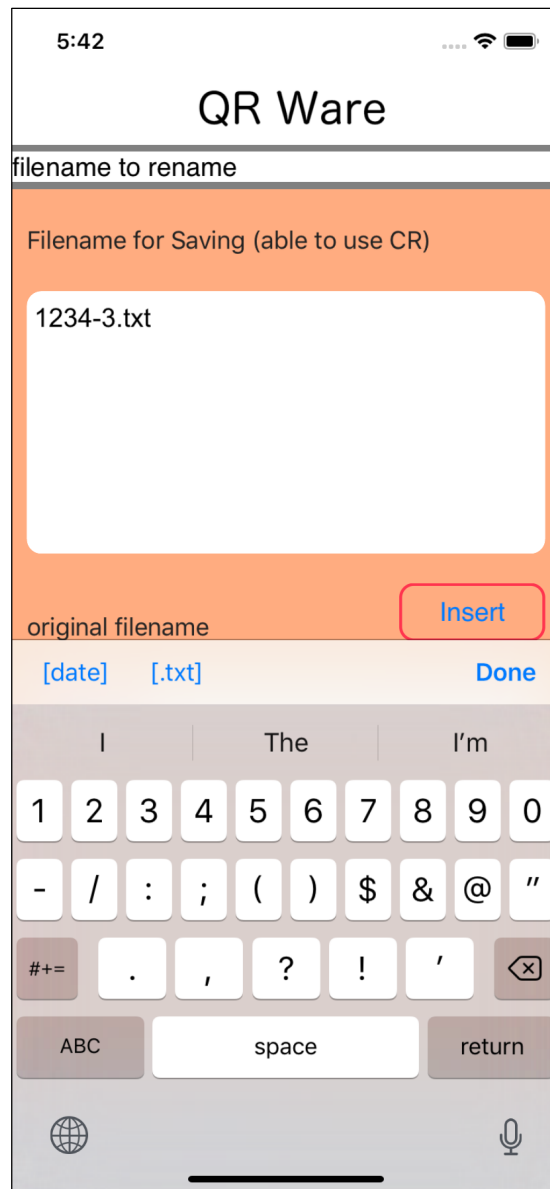 5:42
QR Ware
filename to rename
Filename for Saving (able to use CR)
1234-3.txt
Insert
original filename
[date] [.txt] Done
I The I'm
1 2 3 4 5 6 7 8 9 0
- / : ; ( ) $ & @ "
#+= . , ? ! '
ABC space return